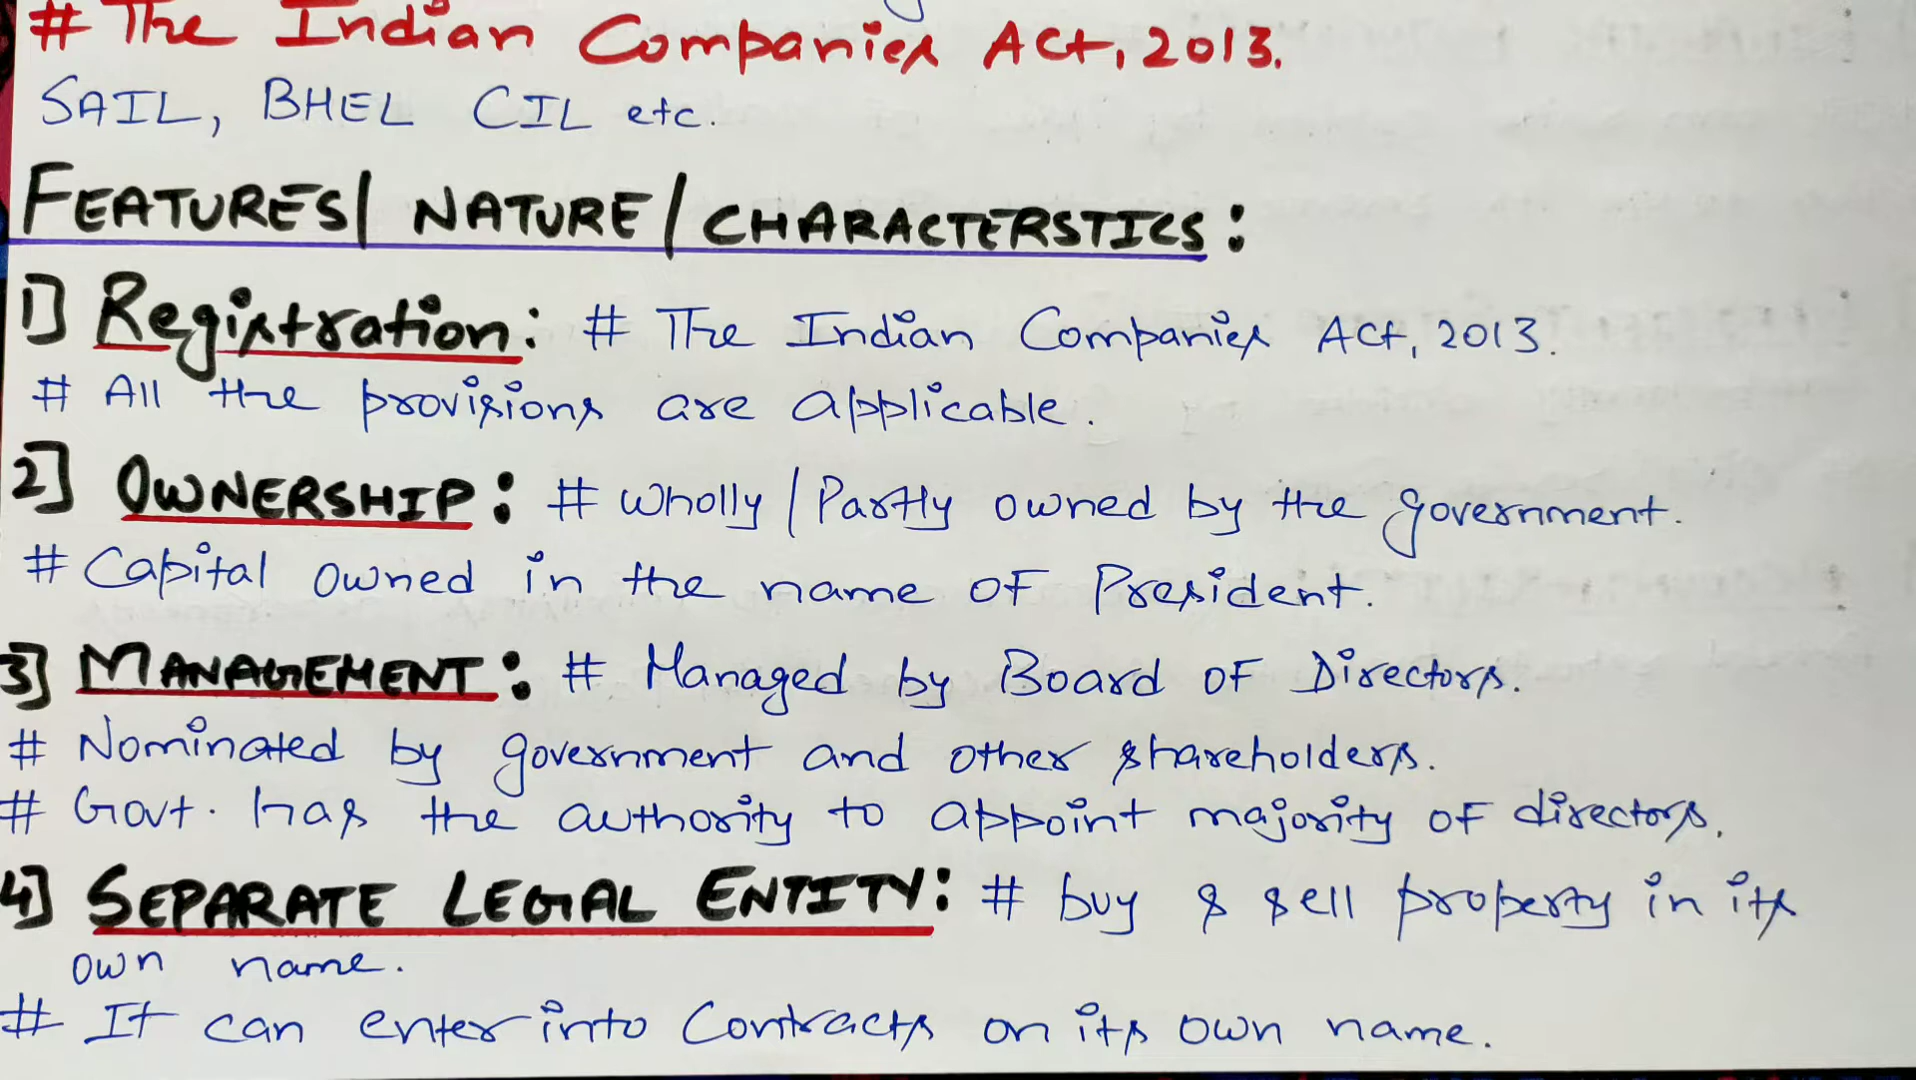 # The Indian Companies Act, 2013.
SAIL, BHEL CIL etc.
FEATURES/ NATURE/CHARACTERSTICS:
1] Registration: # The Indian Companies Act, 2013.
# All the provisions are applicable.
2] OWNERSHIP: # Wholly/Partly owned by the government.
# Capital owned in the name of President.
3] MANAGEMENT: # Managed by Board of Directors.
# Nominated by government and other shareholders.
# Govt. has the authority to appoint majority of directors.
4] SEPARATE LEGAL ENTITY: # buy & sell property in its
own name.
# It can enter into Contracts on its own name.